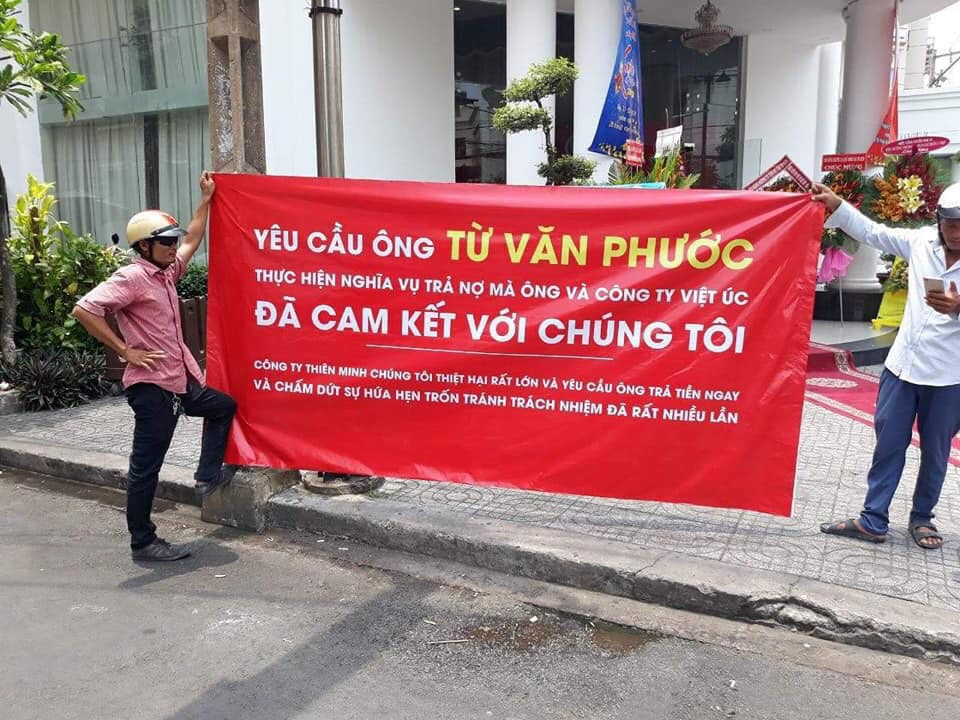 YÊU CẦU ÔNG TỪ VĂN PHƯỚC
THỰC HIỆN NGHĨA VỤ TRẢ NỢ MÀ ÔNG VÀ CÔNG TY VIỆT ÚC
ĐÃ CAM KẾT VỚI CHÚNG TÔI
CÔNG TY THIÊN MINH CHÚNG TÔI THIỆT HẠI RẤT LỚN VÀ YÊU CẦU ÔNG TRẢ TIỀN NGAY
VÀ CHẤM DỨT SỰ HỨA HẸN TRỐN TRÁNH TRÁCH NHIỆM ĐÃ RẤT NHIỀU LẦN
CHÚC MỪNG